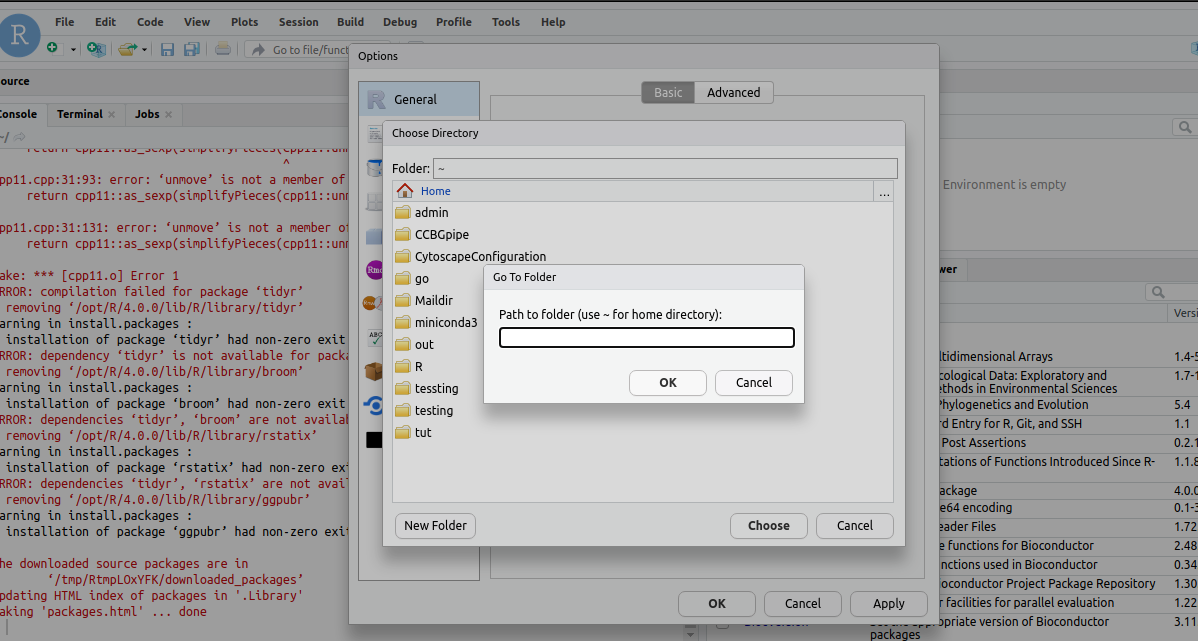 R
File Edit Code View Plots Session Build Debug Profile Tools Help
Go to file/funct
ource
onsole Terminal × Jobs ×
~/
return cpp11::as_sexp(simplifyPieces(cpp11::unm
^
pp11.cpp:31:93: error: ‘unmove’ is not a member of
return cpp11::as_sexp(simplifyPieces(cpp11::unm
pp11.cpp:31:131: error: ‘unmove’ is not a member of
return cpp11::as_sexp(simplifyPieces(cpp11::unm
ake: *** [cpp11.o] Error 1
RROR: compilation failed for package ‘tidyr’
removing ‘/opt/R/4.0.0/lib/R/library/tidyr’
arning in install.packages :
installation of package ‘tidyr’ had non-zero exit
RROR: dependency ‘tidyr’ is not available for packa
removing ‘/opt/R/4.0.0/lib/R/library/broom’
arning in install.packages :
installation of package ‘broom’ had non-zero exit
RROR: dependencies ‘tidyr’, ‘broom’ are not availa
removing ‘/opt/R/4.0.0/lib/R/library/rstatix’
arning in install.packages :
installation of package ‘rstatix’ had non-zero exi
RROR: dependencies ‘tidyr’, ‘rstatix’ are not avail
removing ‘/opt/R/4.0.0/lib/R/library/ggpubr’
arning in install.packages :
installation of package ‘ggpubr’ had non-zero exit
he downloaded source packages are in
‘/tmp/RtmpLOxYFK/downloaded_packages’
pdating HTML index of packages in '.Library'
aking 'packages.html' ... done
Options
R General
Basic Advanced
Choose Directory
Folder: ~
Home ...
admin
CCBGpipe
CytoscapeConfiguration
go
Maildir
miniconda3
out
R
tessting
testing
tut
Go To Folder
Path to folder (use ~ for home directory):
OK Cancel
New Folder Choose Cancel
OK Cancel Apply
Environment is empty
wer
Versi
ltidimensional Arrays 1.4-5
cological Data: Exploratory and 1.7-1
ethods in Environmental Sciences
Phylogenetics and Evolution 5.4
rd Entry for R, Git, and SSH 1.1
Post Assertions 0.2.1
tations of Functions Introduced Since R- 1.1.8
ackage 4.0.0
e64 encoding 0.1-3
eader Files 1.72
e functions for Bioconductor 2.48
nctions used in Bioconductor 0.34
oconductor Project Package Repository 1.30
r facilities for parallel evaluation 1.22
propriate version of Bioconductor 3.11
packages